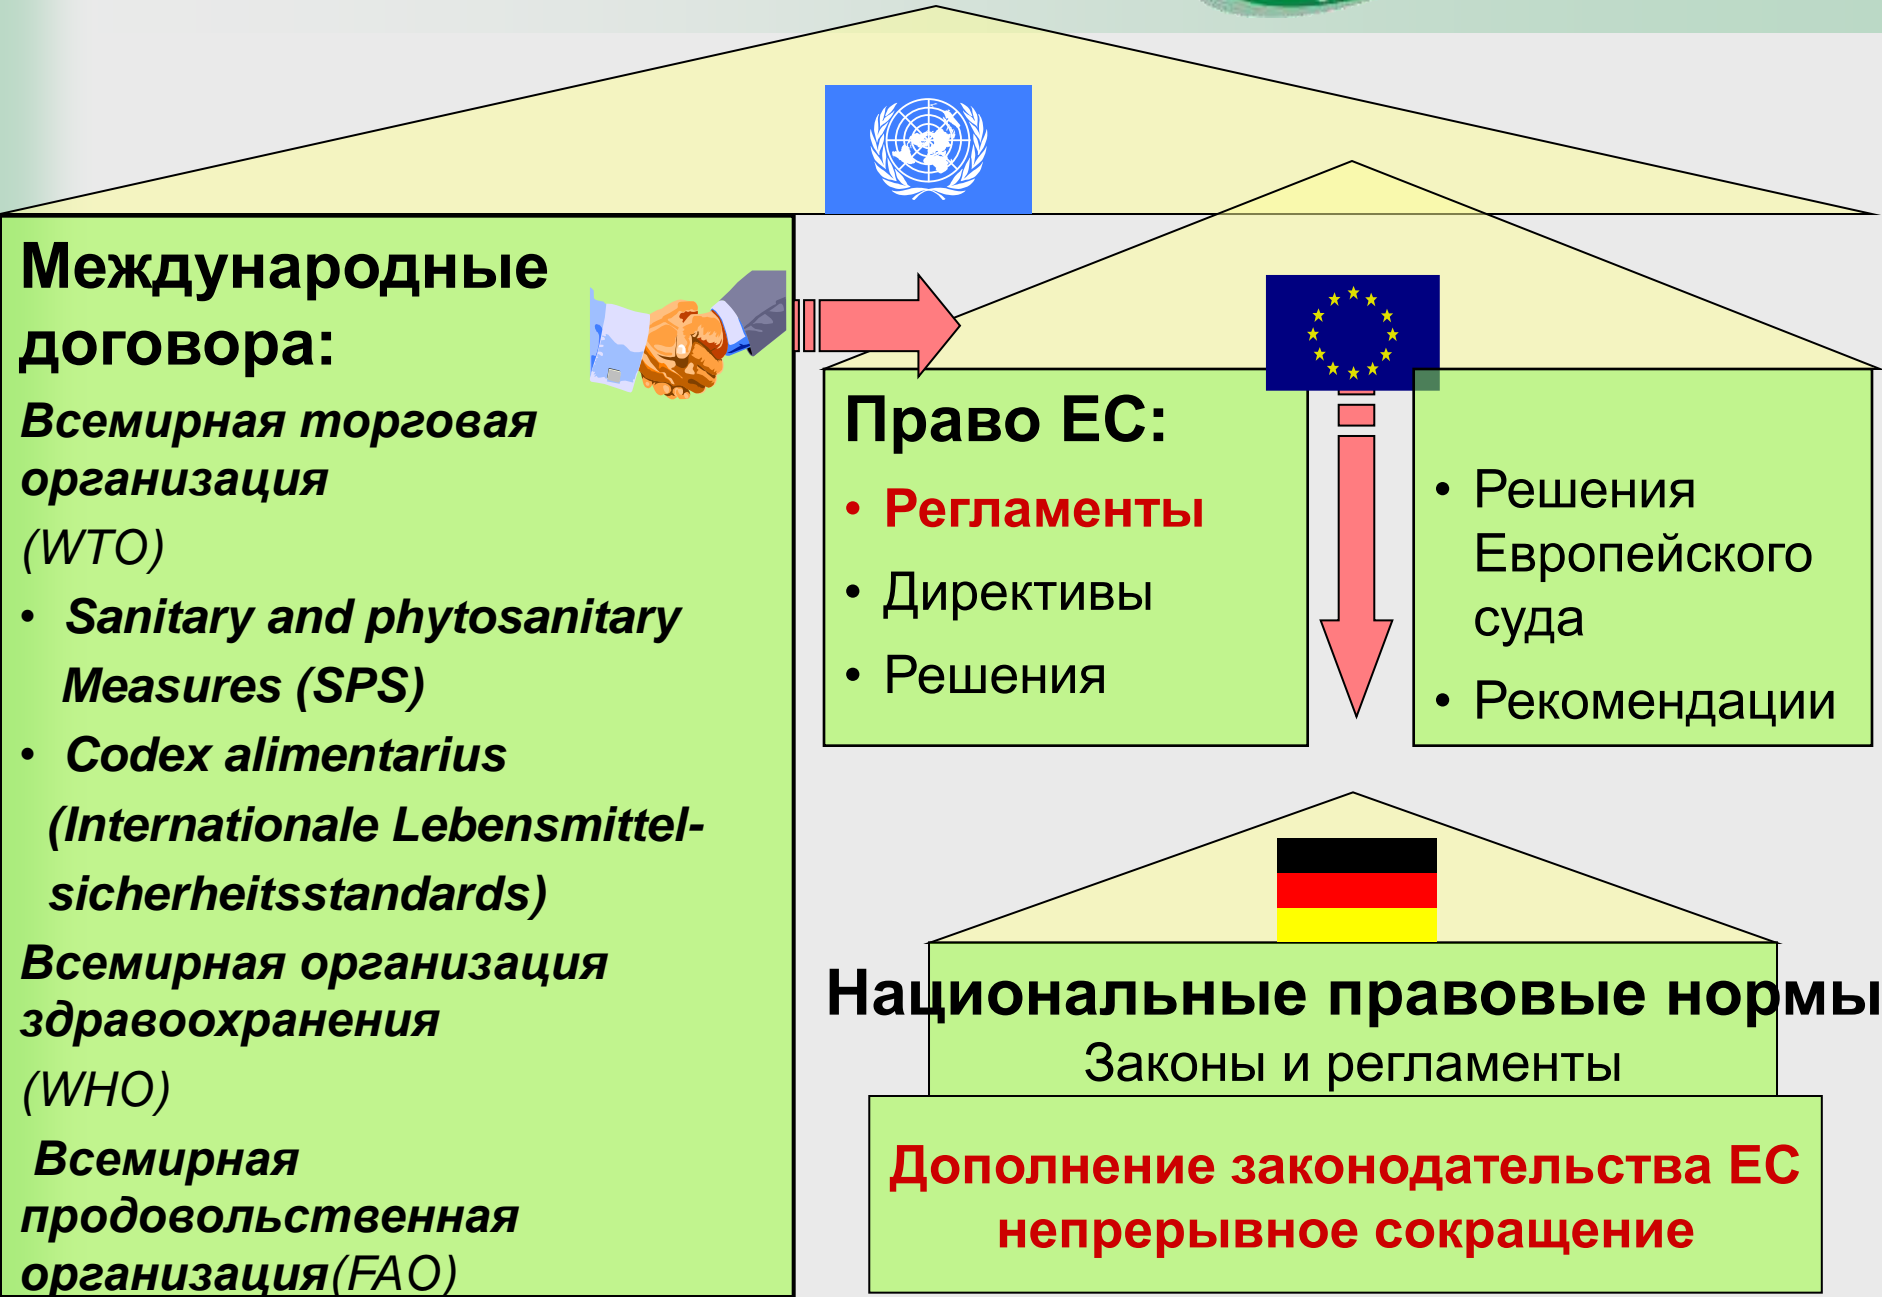 Международные
договора:
Всемирная торговая
организация
(WTO)
• Sanitary and phytosanitary
Measures (SPS)
• Codex alimentarius
(Internationale Lebensmittel-
sicherheitsstandards)
Всемирная организация
здравоохранения
(WHO)
Всемирная
продовольственная
организация(FAO)
Право ЕС:
• Регламенты
• Директивы
• Решения
• Решения
Европейского
суда
• Рекомендации
Национальные правовые нормы
Законы и регламенты
Дополнение законодательства ЕС
непрерывное сокращение